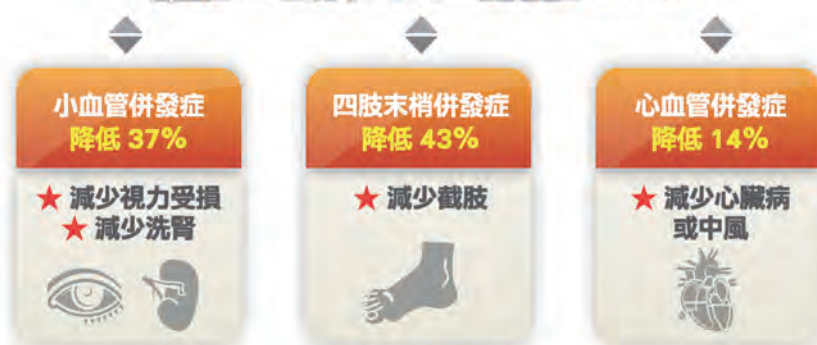 小血管併發症
降低 37%
★ 減少視力受損
★ 減少洗腎
四肢末梢併發症
降低 43%
★ 減少截肢
心血管併發症
降低 14%
★ 減少心臟病
或中風